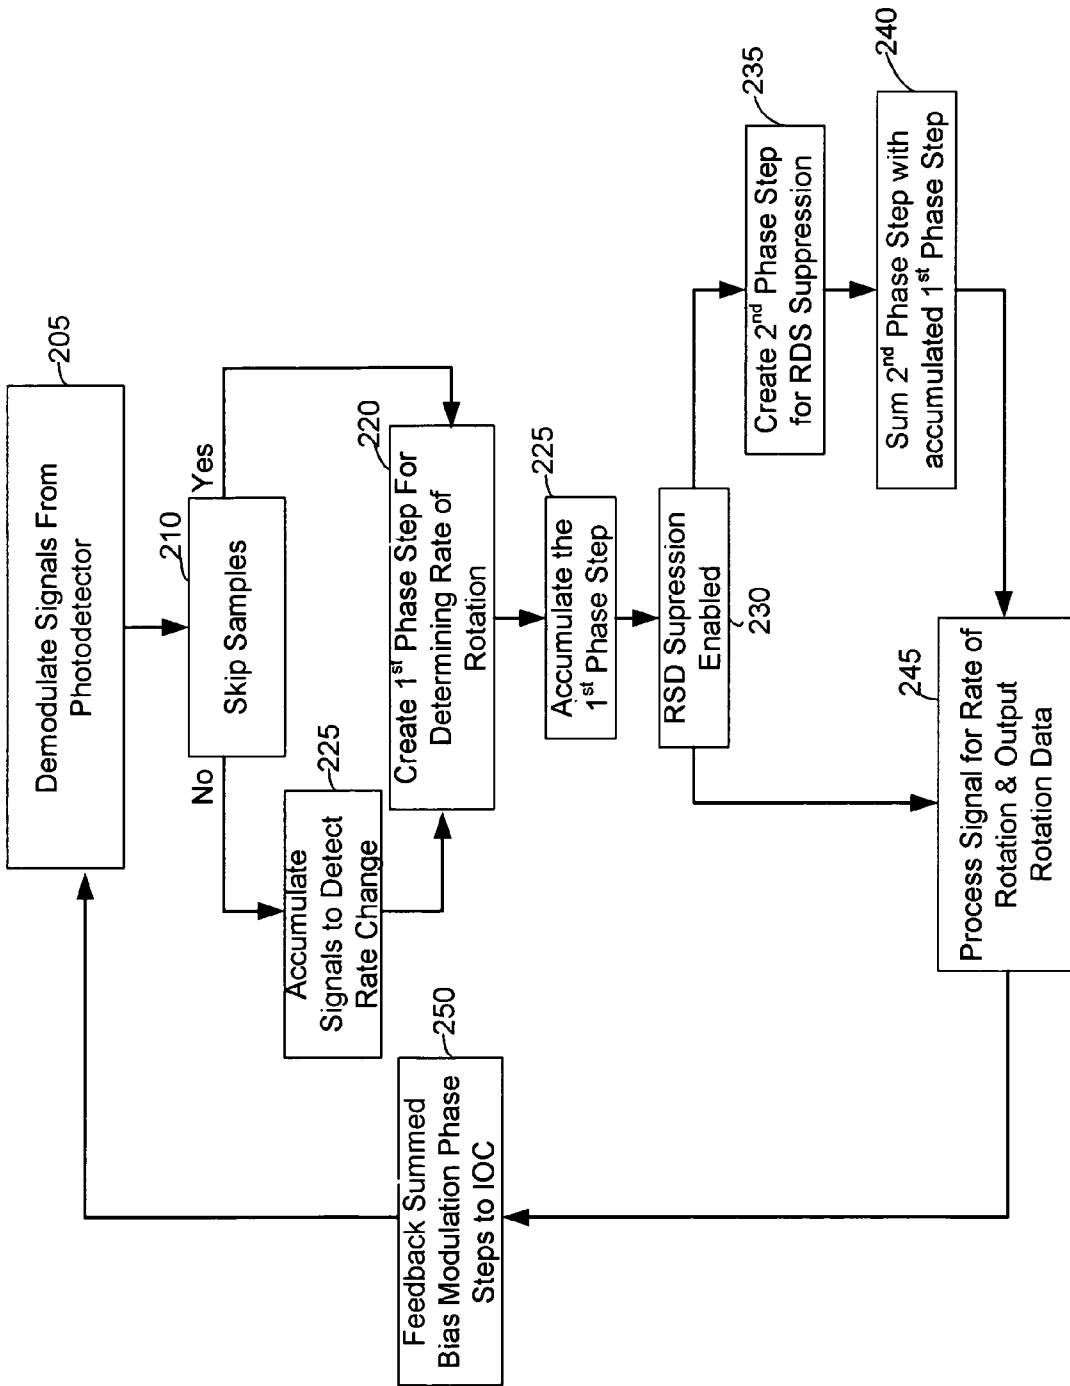 205
Demodulate Signals From
Photodetector
210
Skip Samples
Yes
No
225
Accumulate
Signals to Detect
Rate Change
220
Create 1st Phase Step For
Determining Rate of
Rotation
225
Accumulate the
1st Phase Step
RSD Supression
Enabled
230
235
Create 2nd Phase Step
for RDS Suppression
240
Sum 2nd Phase Step with
accumulated 1st Phase Step
245
Process Signal for Rate of
Rotation & Output
Rotation Data
250
Feedback Summed
Bias Modulation Phase
Steps to IOC